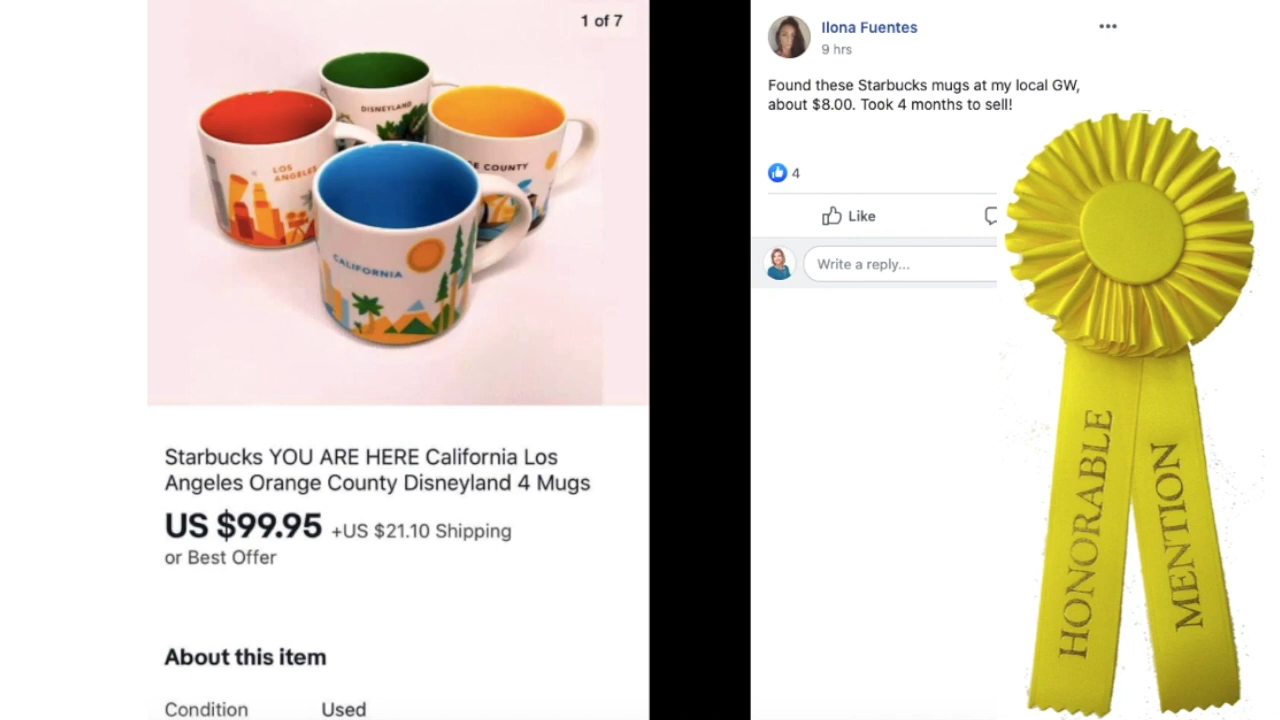 1 of 7
DISNEYLAND
LOS
ANGELES
E COUNTY
CALIFORNIA
Starbucks YOU ARE HERE California Los
Angeles Orange County Disneyland 4 Mugs
US $99.95 +US $21.10 Shipping
or Best Offer
About this item
Condition Used
Ilona Fuentes
9 hrs
Found these Starbucks mugs at my local GW,
about $8.00. Took 4 months to sell!
4
Like
Write a reply...
HONORABLE
MENTION